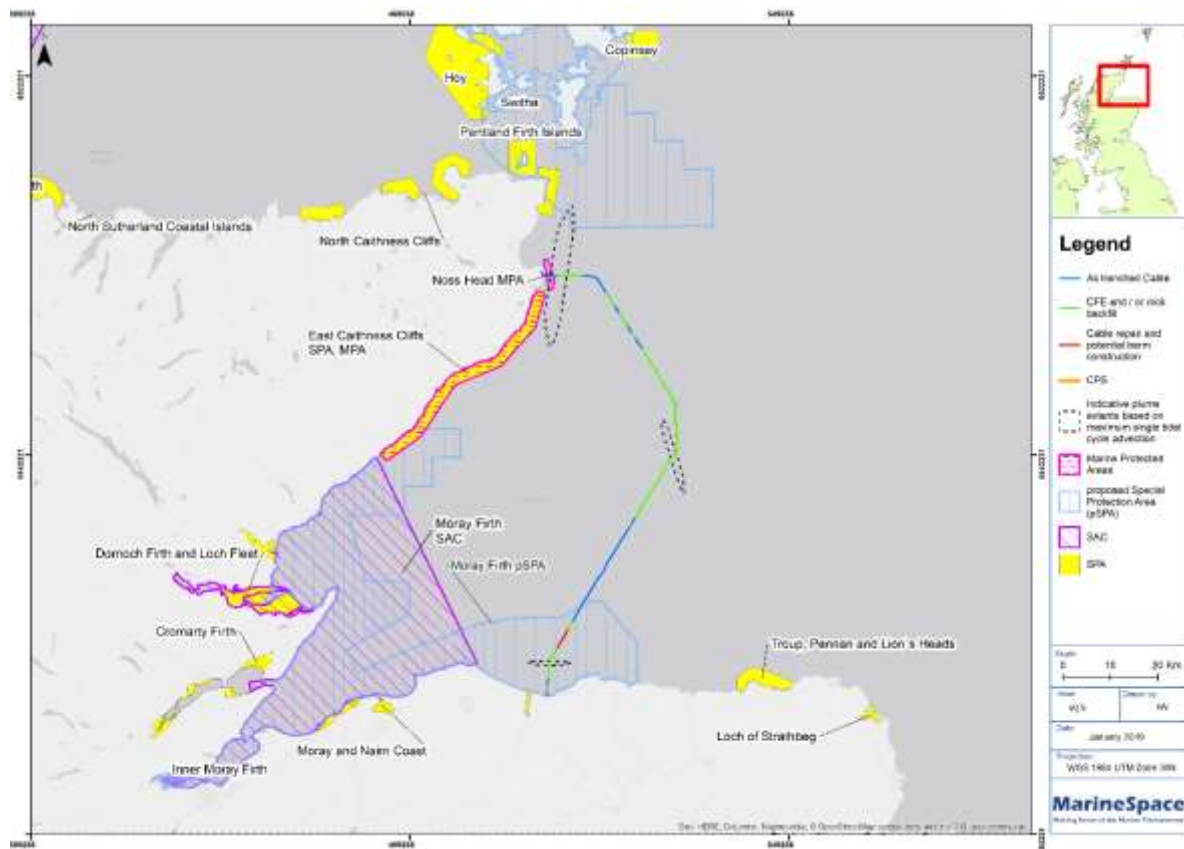 Copinsay
Hoy
Switha
Pentland Firth Islands
North Sutherland Coastal Islands
North Caithness Cliffs
Noss Head MPA
East Caithness Cliffs
SPA, MPA
Moray Firth
SAC
Dornoch Firth and Loch Fleet
Moray Firth pSPA
Cromarty Firth
Troup, Pennan and Lion's Heads
Loch of Strathbeg
Moray and Nairn Coast
Inner Moray Firth
Legend
As trenched Cable
CFE and / or rock
backfill
Cable repair and
potential berm
construction
CPS
Indicative plume
extents based on
maximum single tidal
cycle advection
Marine Protected
Areas
proposed Special
Protection Area
(pSPA)
SAC
SPA
Scale
0 10 20 Km
Date
January 2019
Projection
WGS 1984 UTM Zone 30N
MarineSpace